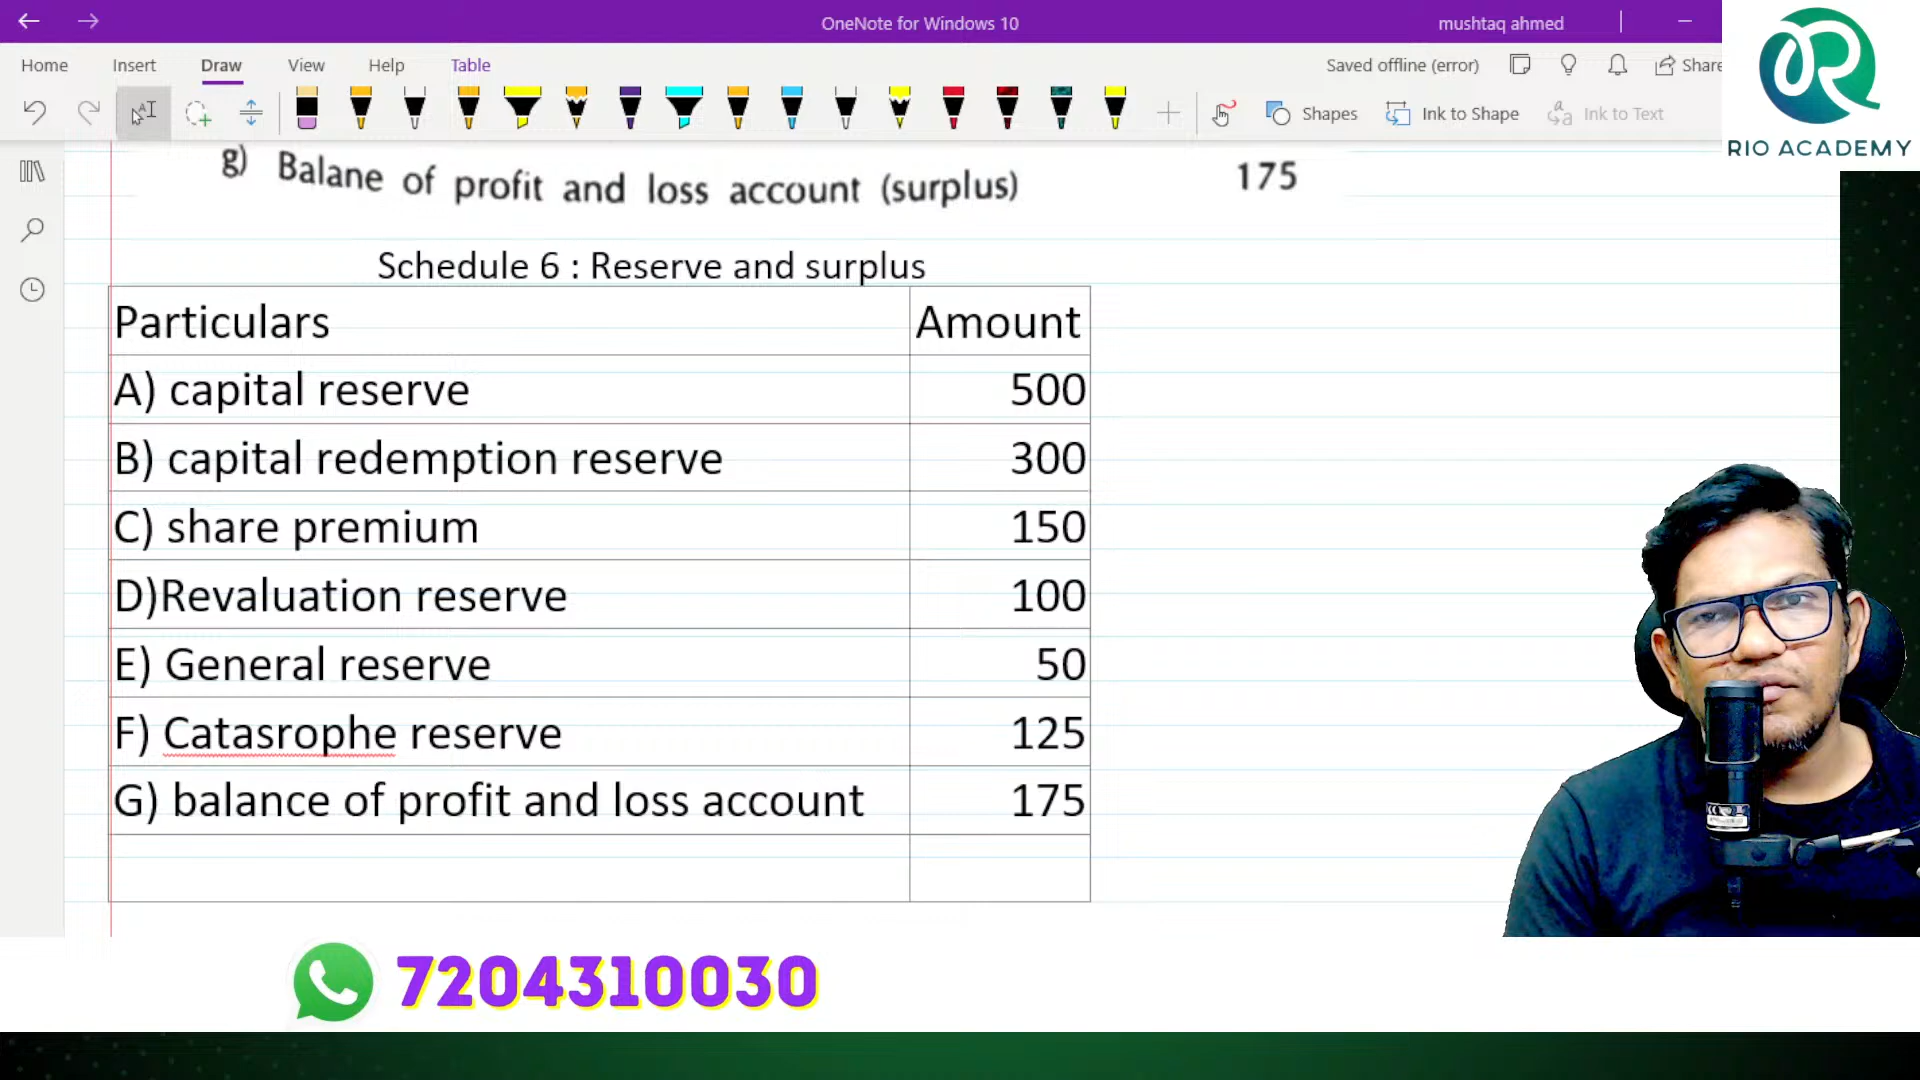 OneNote for Windows 10
mushtaq ahmed
Home Insert Draw View Help Table
Saved offline (error) Share
Shapes Ink to Shape Ink to Text
RIO ACADEMY
g) Balane of profit and loss account (surplus) 175
Schedule 6 : Reserve and surplus
Particulars Amount
A) capital reserve 500
B) capital redemption reserve 300
C) share premium 150
D)Revaluation reserve 100
E) General reserve 50
F) Catasrophe reserve 125
G) balance of profit and loss account 175
7204310030